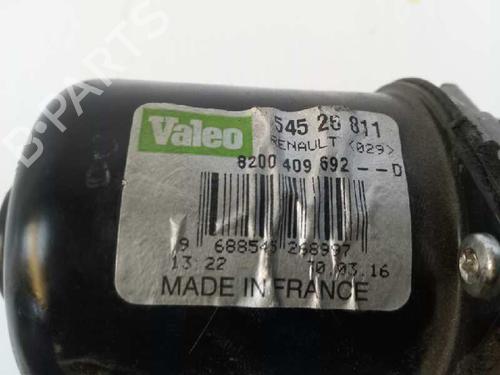 Valeo
545 26 811
RENAULT <029>
8200 409 692 -- D
9 688545 268997
13:22 10.03.16
MADE IN FRANCE
B-PARTS